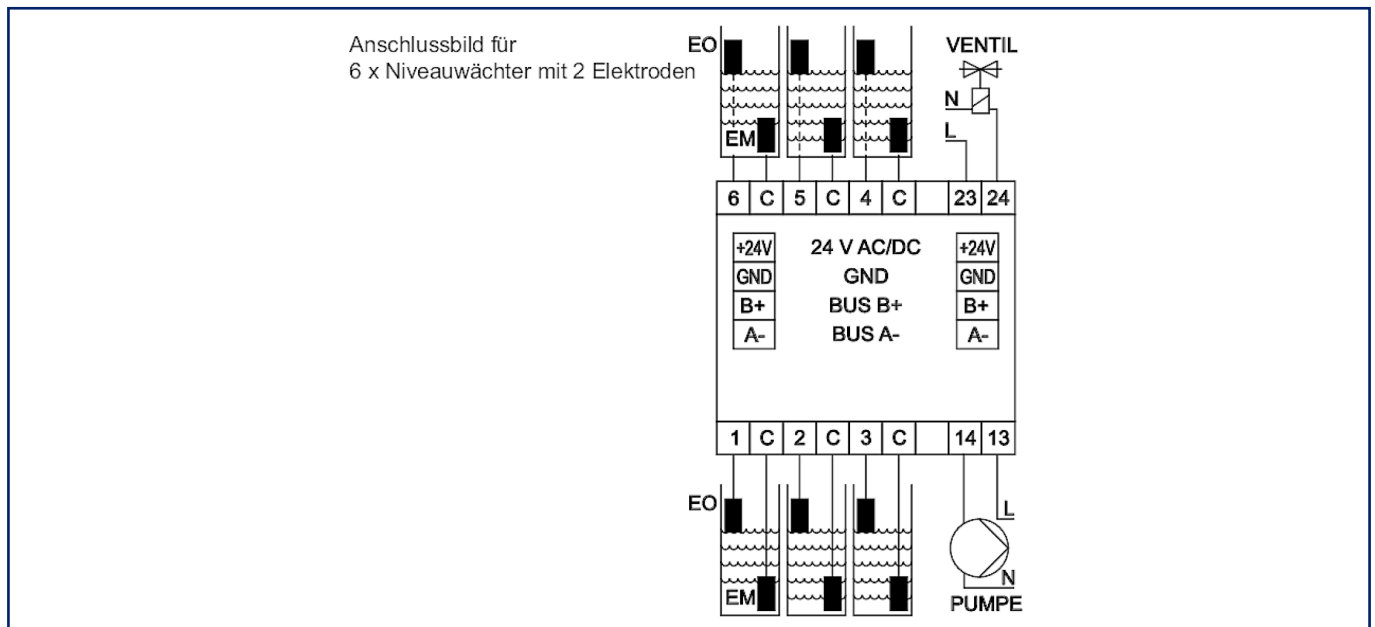 Anschlussbild für
6 x Niveauwächter mit 2 Elektroden
EO
VENTIL
N
L
EM
6 C 5 C 4 C 23 24
+24V 24 V AC/DC +24V
GND GND GND
B+ BUS B+ B+
A- BUS A- A-
1 C 2 C 3 C 14 13
EO
L
EM
N
PUMPE